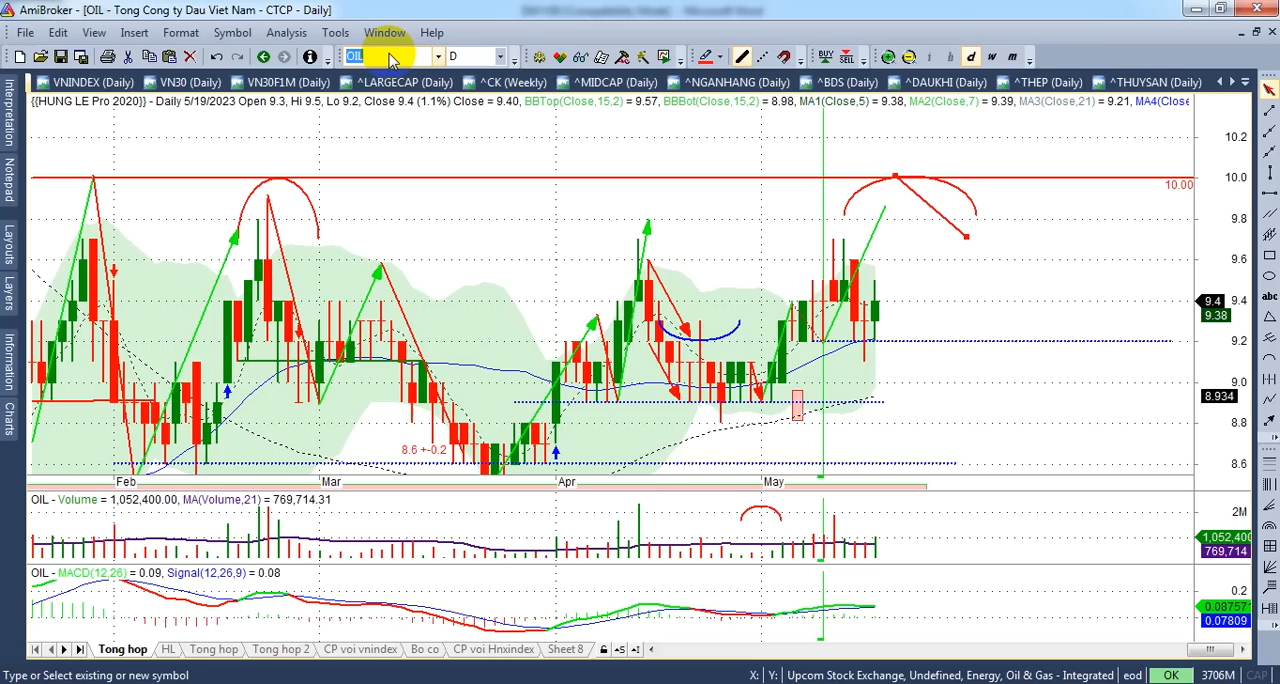 AmiBroker - [OIL - Tong Cong ty Dau Viet Nam - CTCP - Daily]
File Edit View Insert Format Symbol Analysis Tools Window Help
OIL D d w m BUY SELL
VNINDEX (Daily) VN30 (Daily) VN30F1M (Daily) ^LARGECAP (Daily) ^CK (Weekly) ^MIDCAP (Daily) ^NGANHANG (Daily) ^BDS (Daily) ^DAUKHI (Daily) ^THEP (Daily) ^THUYSAN (Daily)
{{HUNG LE Pro 2020}} - Daily 5/19/2023 Open 9.3, Hi 9.5, Lo 9.2, Close 9.4 (1.1%) Close = 9.40, BBTop(Close,15,2) = 9.57, BBBot(Close,15,2) = 8.98, MA1(Close,5) = 9.38, MA2(Close,7) = 9.39, MA3(Close,21) = 9.21, MA4(Close
Interpretation
Notepad
Layouts
Layers
Information
Charts
abc
10.2
10.0
10.00
9.8
9.6
9.4
9.4
9.38
9.2
9.0
8.934
8.8
8.6 +-0.2
8.6
Feb Mar Apr May
OIL - Volume = 1,052,400.00, MA(Volume,21) = 769,714.31
2M
1,052,400
769,714
OIL - MACD(12,26) = 0.09, Signal(12,26,9) = 0.08
0.2
0.087571
0.07809
Tong hop HL Tong hop Tong hop 2 CP voi vnindex Bo co CP voi Hnxindex Sheet 8
Type or Select existing or new symbol X: Y: Upcom Stock Exchange, Undefined, Energy, Oil & Gas - Integrated eod OK 3706M CAP